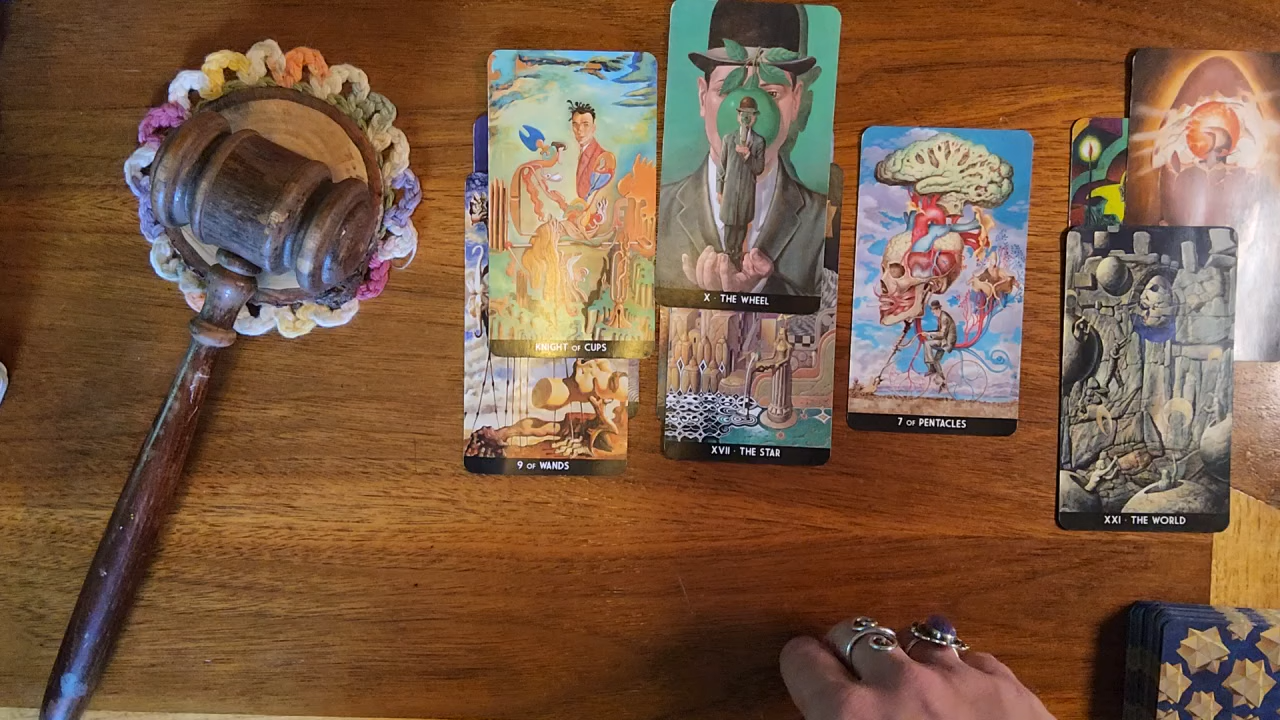 KNIGHT OF CUPS
9 OF WANDS
X · THE WHEEL
XVII · THE STAR
7 OF PENTACLES
XXI · THE WORLD